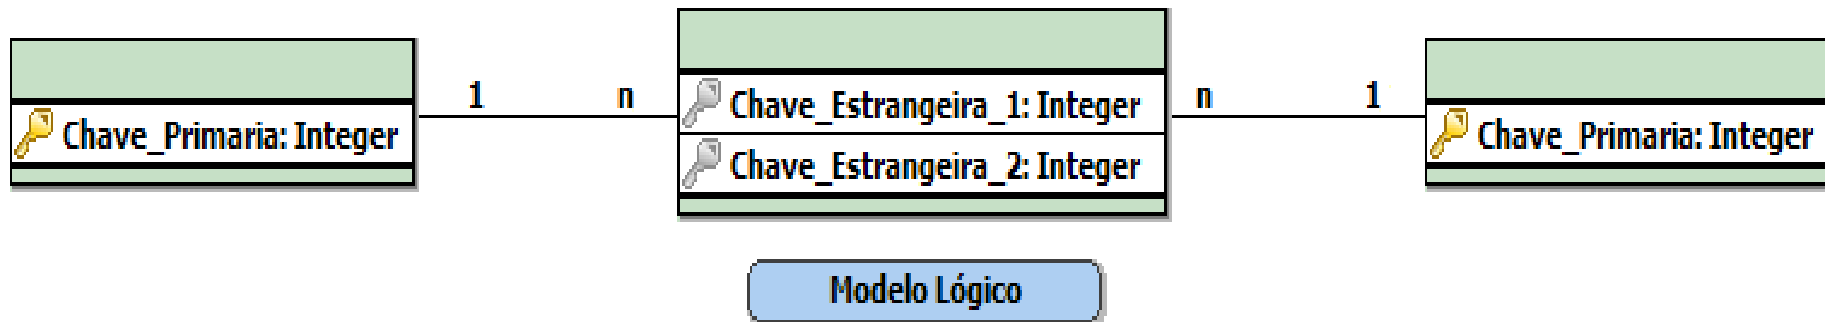 Chave_Primaria: Integer
1
n
Chave_Estrangeira_1: Integer
Chave_Estrangeira_2: Integer
n
1
Chave_Primaria: Integer
Modelo Lógico